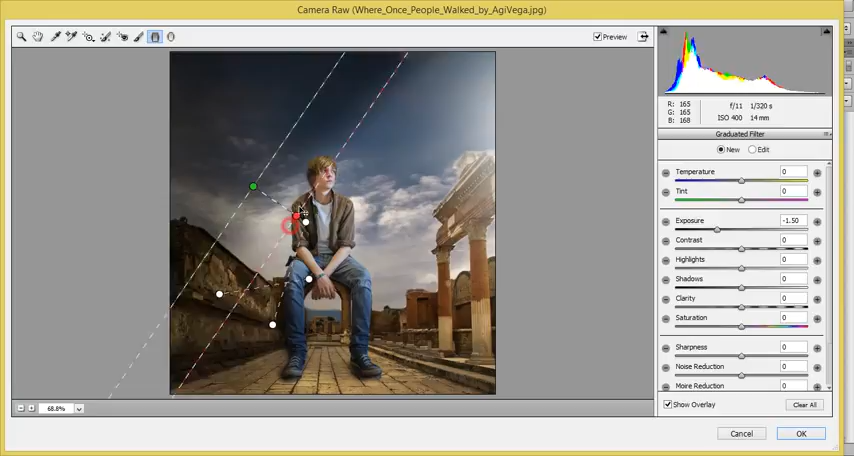 Camera Raw (Where_Once_People_Walked_by_AgiVega.jpg)
Preview
R: 165
G: 165
B: 168
f/11 1/320 s
ISO 400 14 mm
Graduated Filter
New Edit
Temperature 0
Tint 0
Exposure -1.50
Contrast 0
Highlights 0
Shadows 0
Clarity 0
Saturation 0
Sharpness 0
Noise Reduction 0
Moire Reduction 0
68.8%
Show Overlay Clear All
Cancel OK